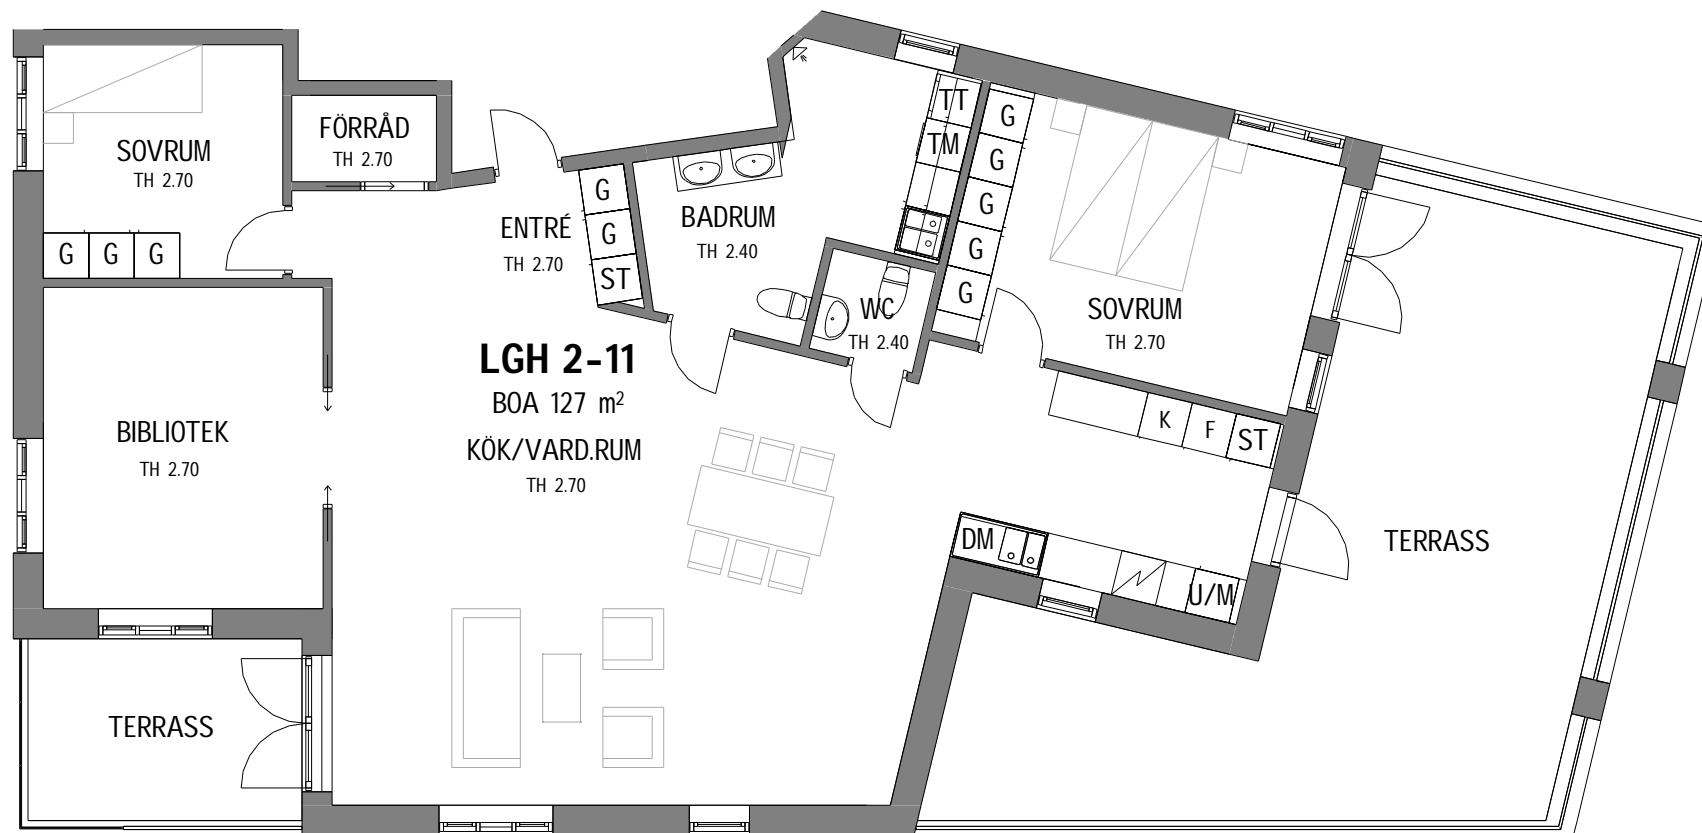 SOVRUM
TH 2.70
G G G
FÖRRÅD
TH 2.70
ENTRÉ
TH 2.70
G
G
ST
BADRUM
TH 2.40
TT
TM
WC
TH 2.40
G
G
G
G
G
SOVRUM
TH 2.70
LGH 2-11
BOA 127 m²
KÖK/VARD.RUM
TH 2.70
BIBLIOTEK
TH 2.70
K F ST
DM
U/M
TERRASS
TERRASS